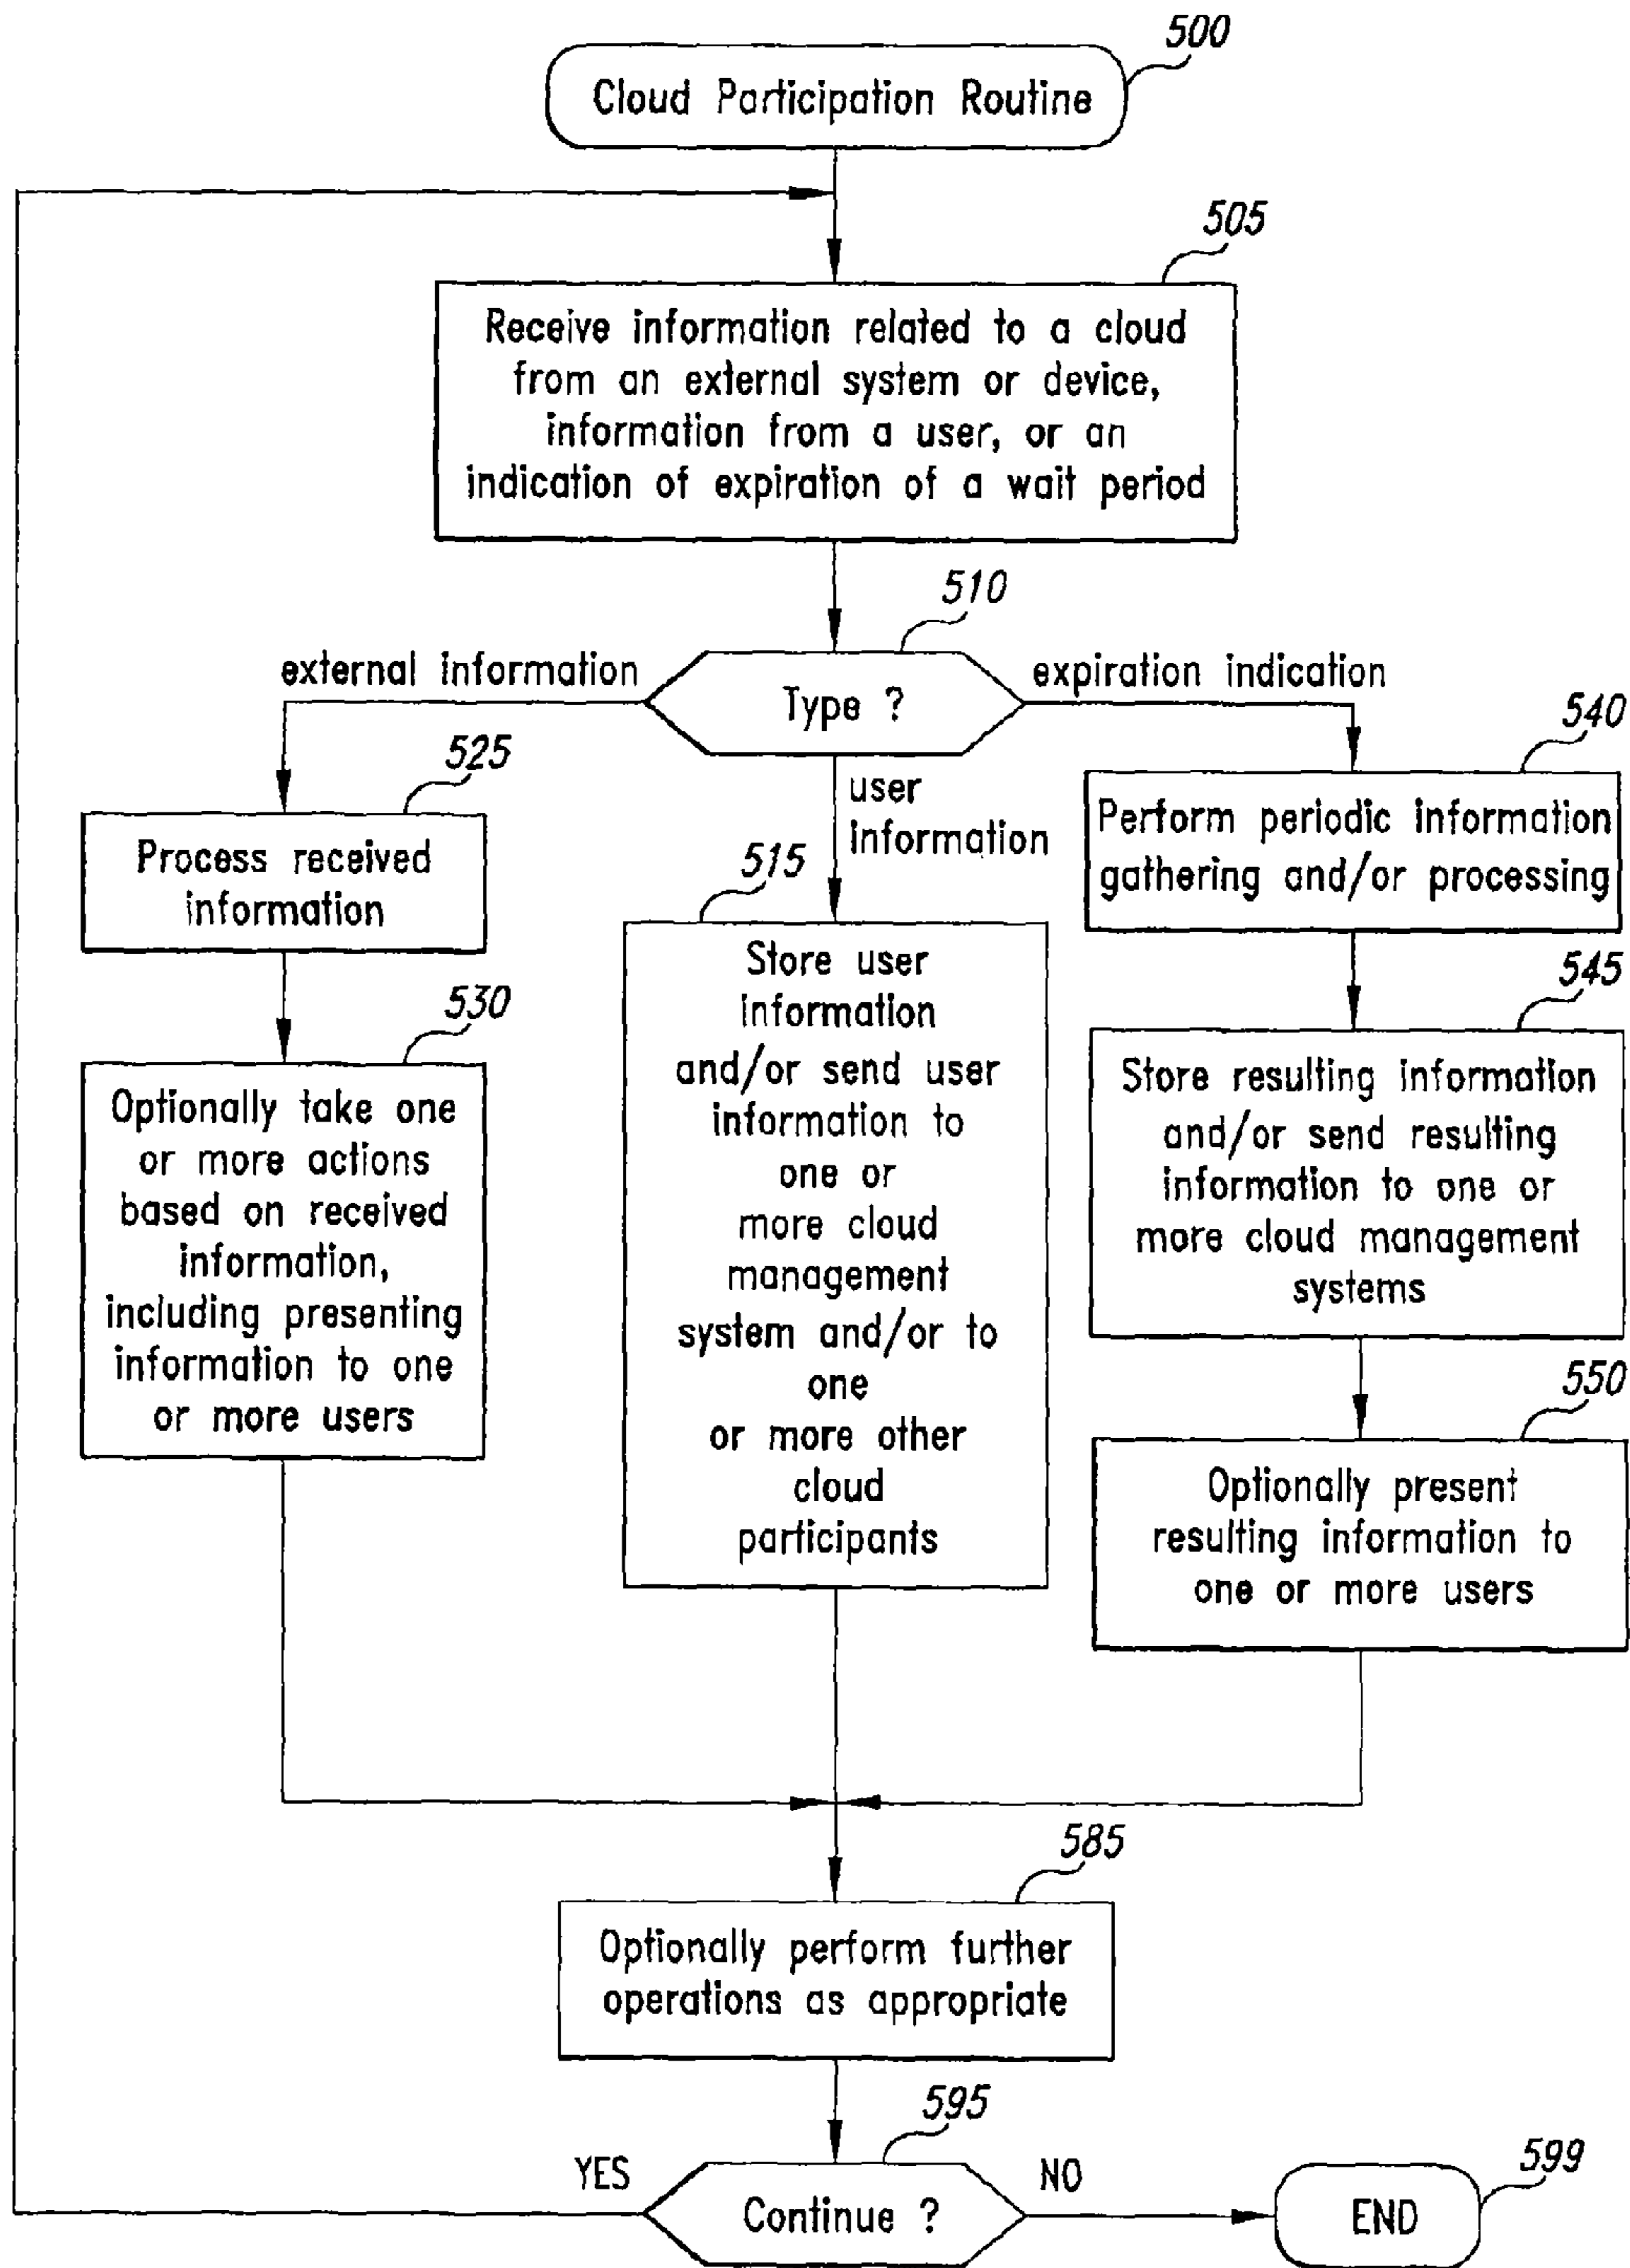 500
Cloud Participation Routine
505
Receive information related to a cloud
from an external system or device,
information from a user, or an
indication of expiration of a wait period
510
external information
Type ?
expiration indication
user
information
525
Process received
information
530
Optionally take one
or more actions
based on received
information,
including presenting
information to one
or more users
515
Store user
information
and/or send user
information to
one or
more cloud
management
system and/or to
one
or more other
cloud
participants
540
Perform periodic information
gathering and/or processing
545
Store resulting information
and/or send resulting
information to one or
more cloud management
systems
550
Optionally present
resulting information to
one or more users
585
Optionally perform further
operations as appropriate
595
YES
Continue ?
NO
599
END